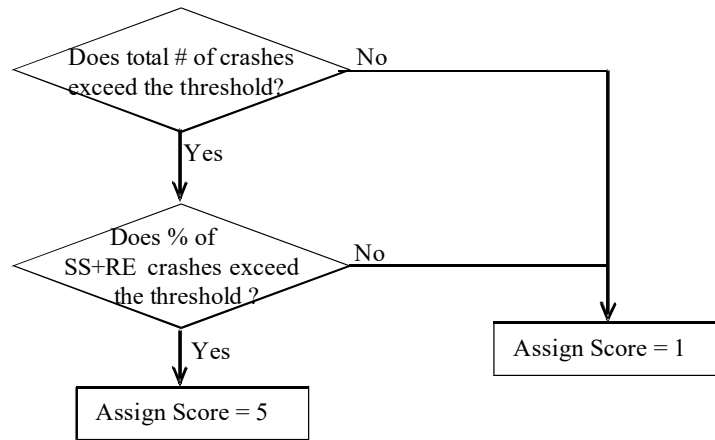 Does total # of crashes
exceed the threshold?
No
Yes
Does % of
SS+RE crashes exceed
the threshold ?
No
Yes
Assign Score = 1
Assign Score = 5